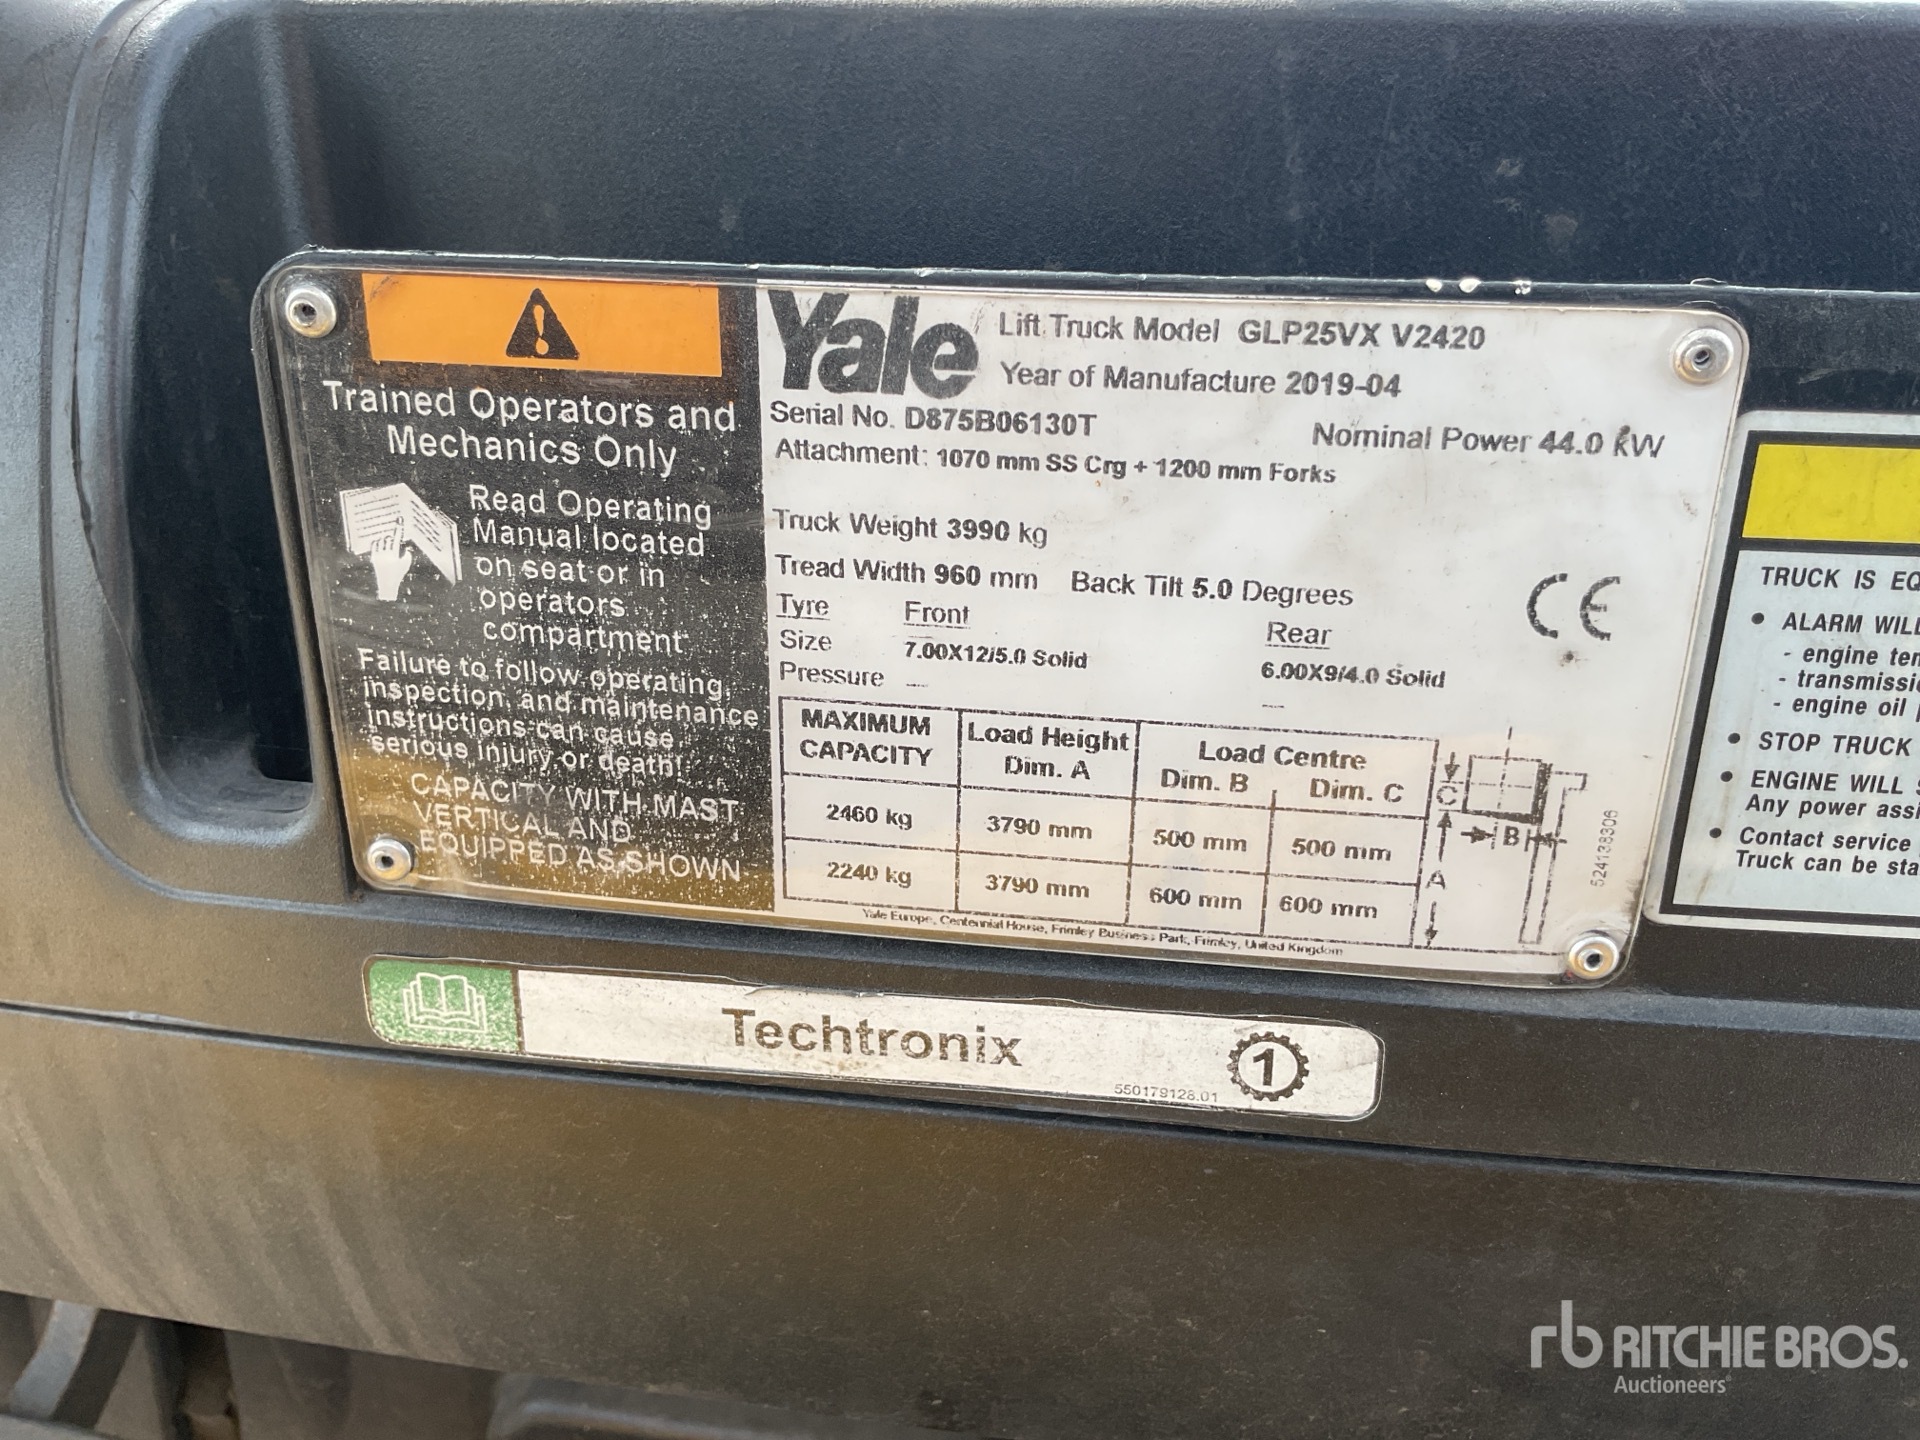 Trained Operators and
Mechanics Only
Read Operating
Manual located
on seat or in
operators
compartment
Failure to follow operating,
inspection, and maintenance
instructions can cause
serious injury or death!
CAPACITY WITH MAST
VERTICAL AND
EQUIPPED AS SHOWN
Yale
Lift Truck Model GLP25VX V2420
Year of Manufacture 2019-04
Serial No. D875B06130T
Nominal Power 44.0 kW
Attachment: 1070 mm SS Crg + 1200 mm Forks
Truck Weight 3990 kg
Tread Width 960 mm Back Tilt 5.0 Degrees
CE
Tyre Front Rear
Size 7.00X12/5.0 Solid 6.00X9/4.0 Solid
Pressure --- ---
MAXIMUM CAPACITY Load Height Dim. A Load Centre
Dim. B Dim. C
2460 kg 3790 mm 500 mm 500 mm
2240 kg 3790 mm 600 mm 600 mm
C
B
A
524138306
Yale Europe, Centennial House, Frimley Business Park, Frimley, United Kingdom
Techtronix
550179128.01
1
TRUCK IS EQ
• ALARM WILL
- engine tem
- transmissi
- engine oil p
• STOP TRUCK
• ENGINE WILL S
Any power assi
• Contact service
Truck can be sta
rb RITCHIE BROS.
Auctioneers